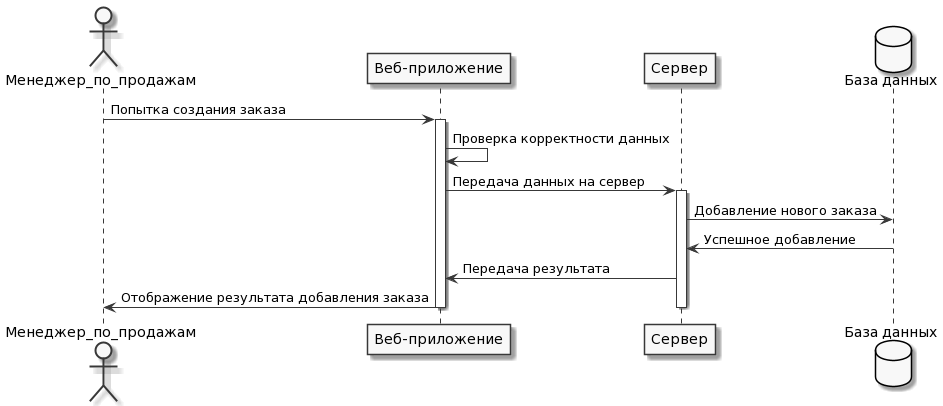 Менеджер_по_продажам
Веб-приложение
Сервер
База данных
Попытка создания заказа
Проверка корректности данных
Передача данных на сервер
Добавление нового заказа
Успешное добавление
Передача результата
Отображение результата добавления заказа
Менеджер_по_продажам
Веб-приложение
Сервер
База данных